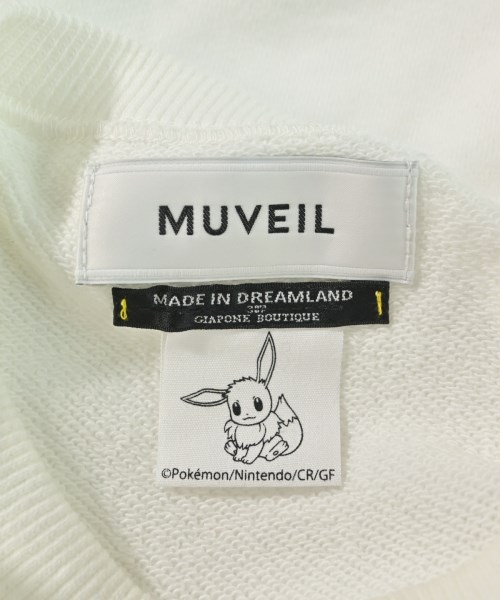 MUVEIL
MADE IN DREAMLAND
GIAPONE BOUTIQUE
©Pokémon/Nintendo/CR/GF